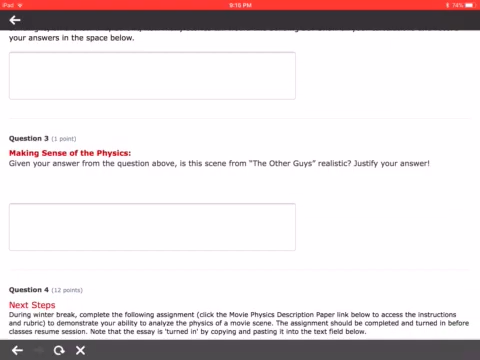 iPad
9:15 PM
74%
your answers in the space below.
Question 3 (1 point)
Making Sense of the Physics:
Given your answer from the question above, is this scene from "The Other Guys" realistic? Justify your answer!
Question 4 (12 points)
Next Steps
During winter break, complete the following assignment (click the Movie Physics Description Paper link below to access the instructions
and rubric) to demonstrate your ability to analyze the physics of a movie scene. The assignment should be completed and turned in before
classes resume session. Note that the essay is 'turned in' by copying and pasting it into the text field below.